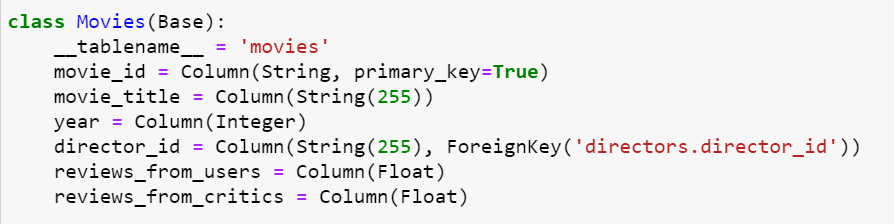 class Movies(Base):
    __tablename__ = 'movies'
    movie_id = Column(String, primary_key=True)
    movie_title = Column(String(255))
    year = Column(Integer)
    director_id = Column(String(255), ForeignKey('directors.director_id'))
    reviews_from_users = Column(Float)
    reviews_from_critics = Column(Float)